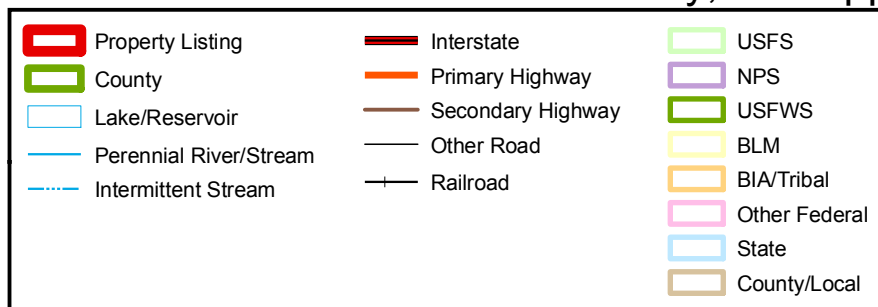 Property Listing
County
Lake/Reservoir
Perennial River/Stream
Intermittent Stream
Interstate
Primary Highway
Secondary Highway
Other Road
Railroad
USFS
NPS
USFWS
BLM
BIA/Tribal
Other Federal
State
County/Local